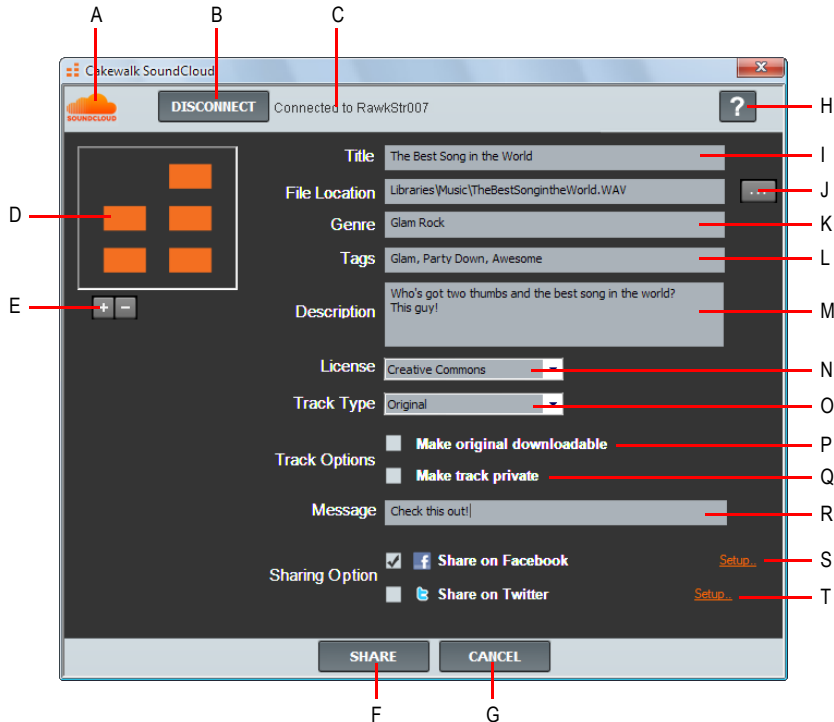 A
B
C
Cakewalk SoundCloud
SOUNDCLOUD
DISCONNECT
Connected to RawkStr007
?
H
Title
The Best Song in the World
I
File Location
Libraries\Music\TheBestSongintheWorld.WAV
...
J
D
Genre
Glam Rock
K
Tags
Glam, Party Down, Awesome
L
E
+
-
Description
Who's got two thumbs and the best song in the world?
This guy!
M
License
Creative Commons
N
Track Type
Original
O
Track Options
Make original downloadable
P
Make track private
Q
Message
Check this out!
R
Sharing Option
Share on Facebook
Setup..
S
Share on Twitter
Setup..
T
SHARE
CANCEL
F
G